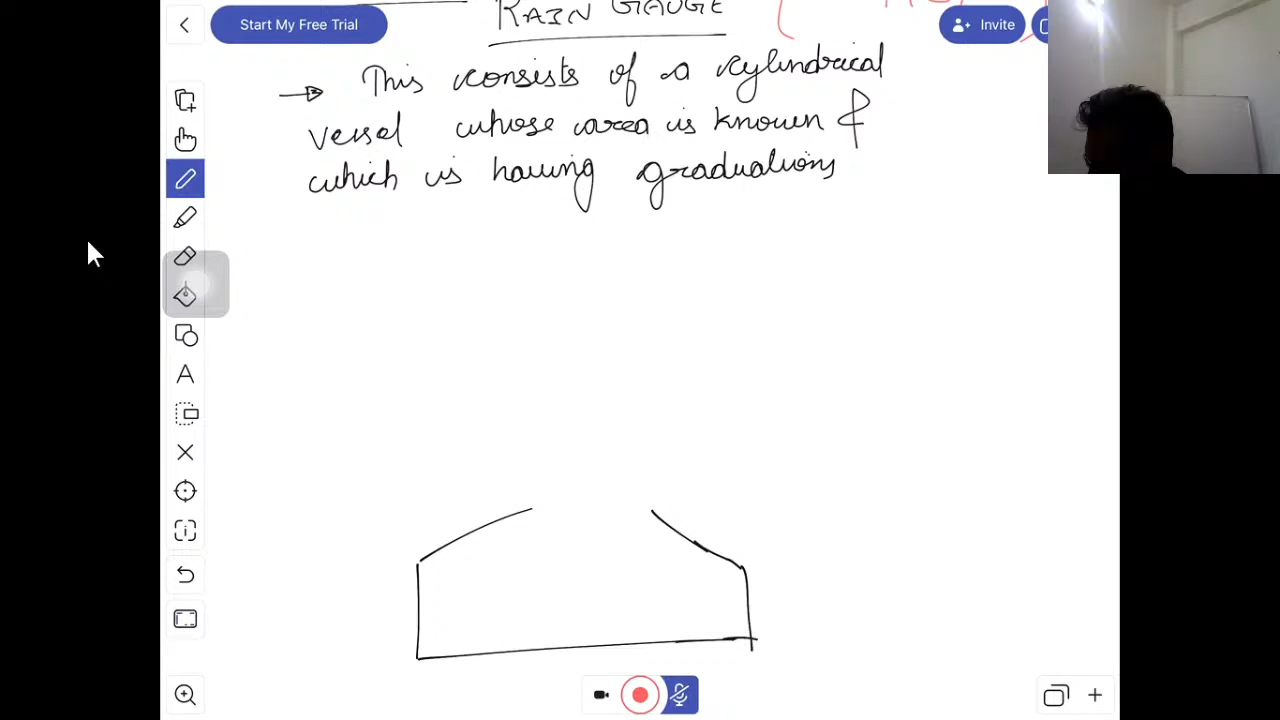 Start My Free Trial
RAIN GAUGE
Invite
→ This consists of a cylindrical
vessel whose area is known &
which is having graduations
A